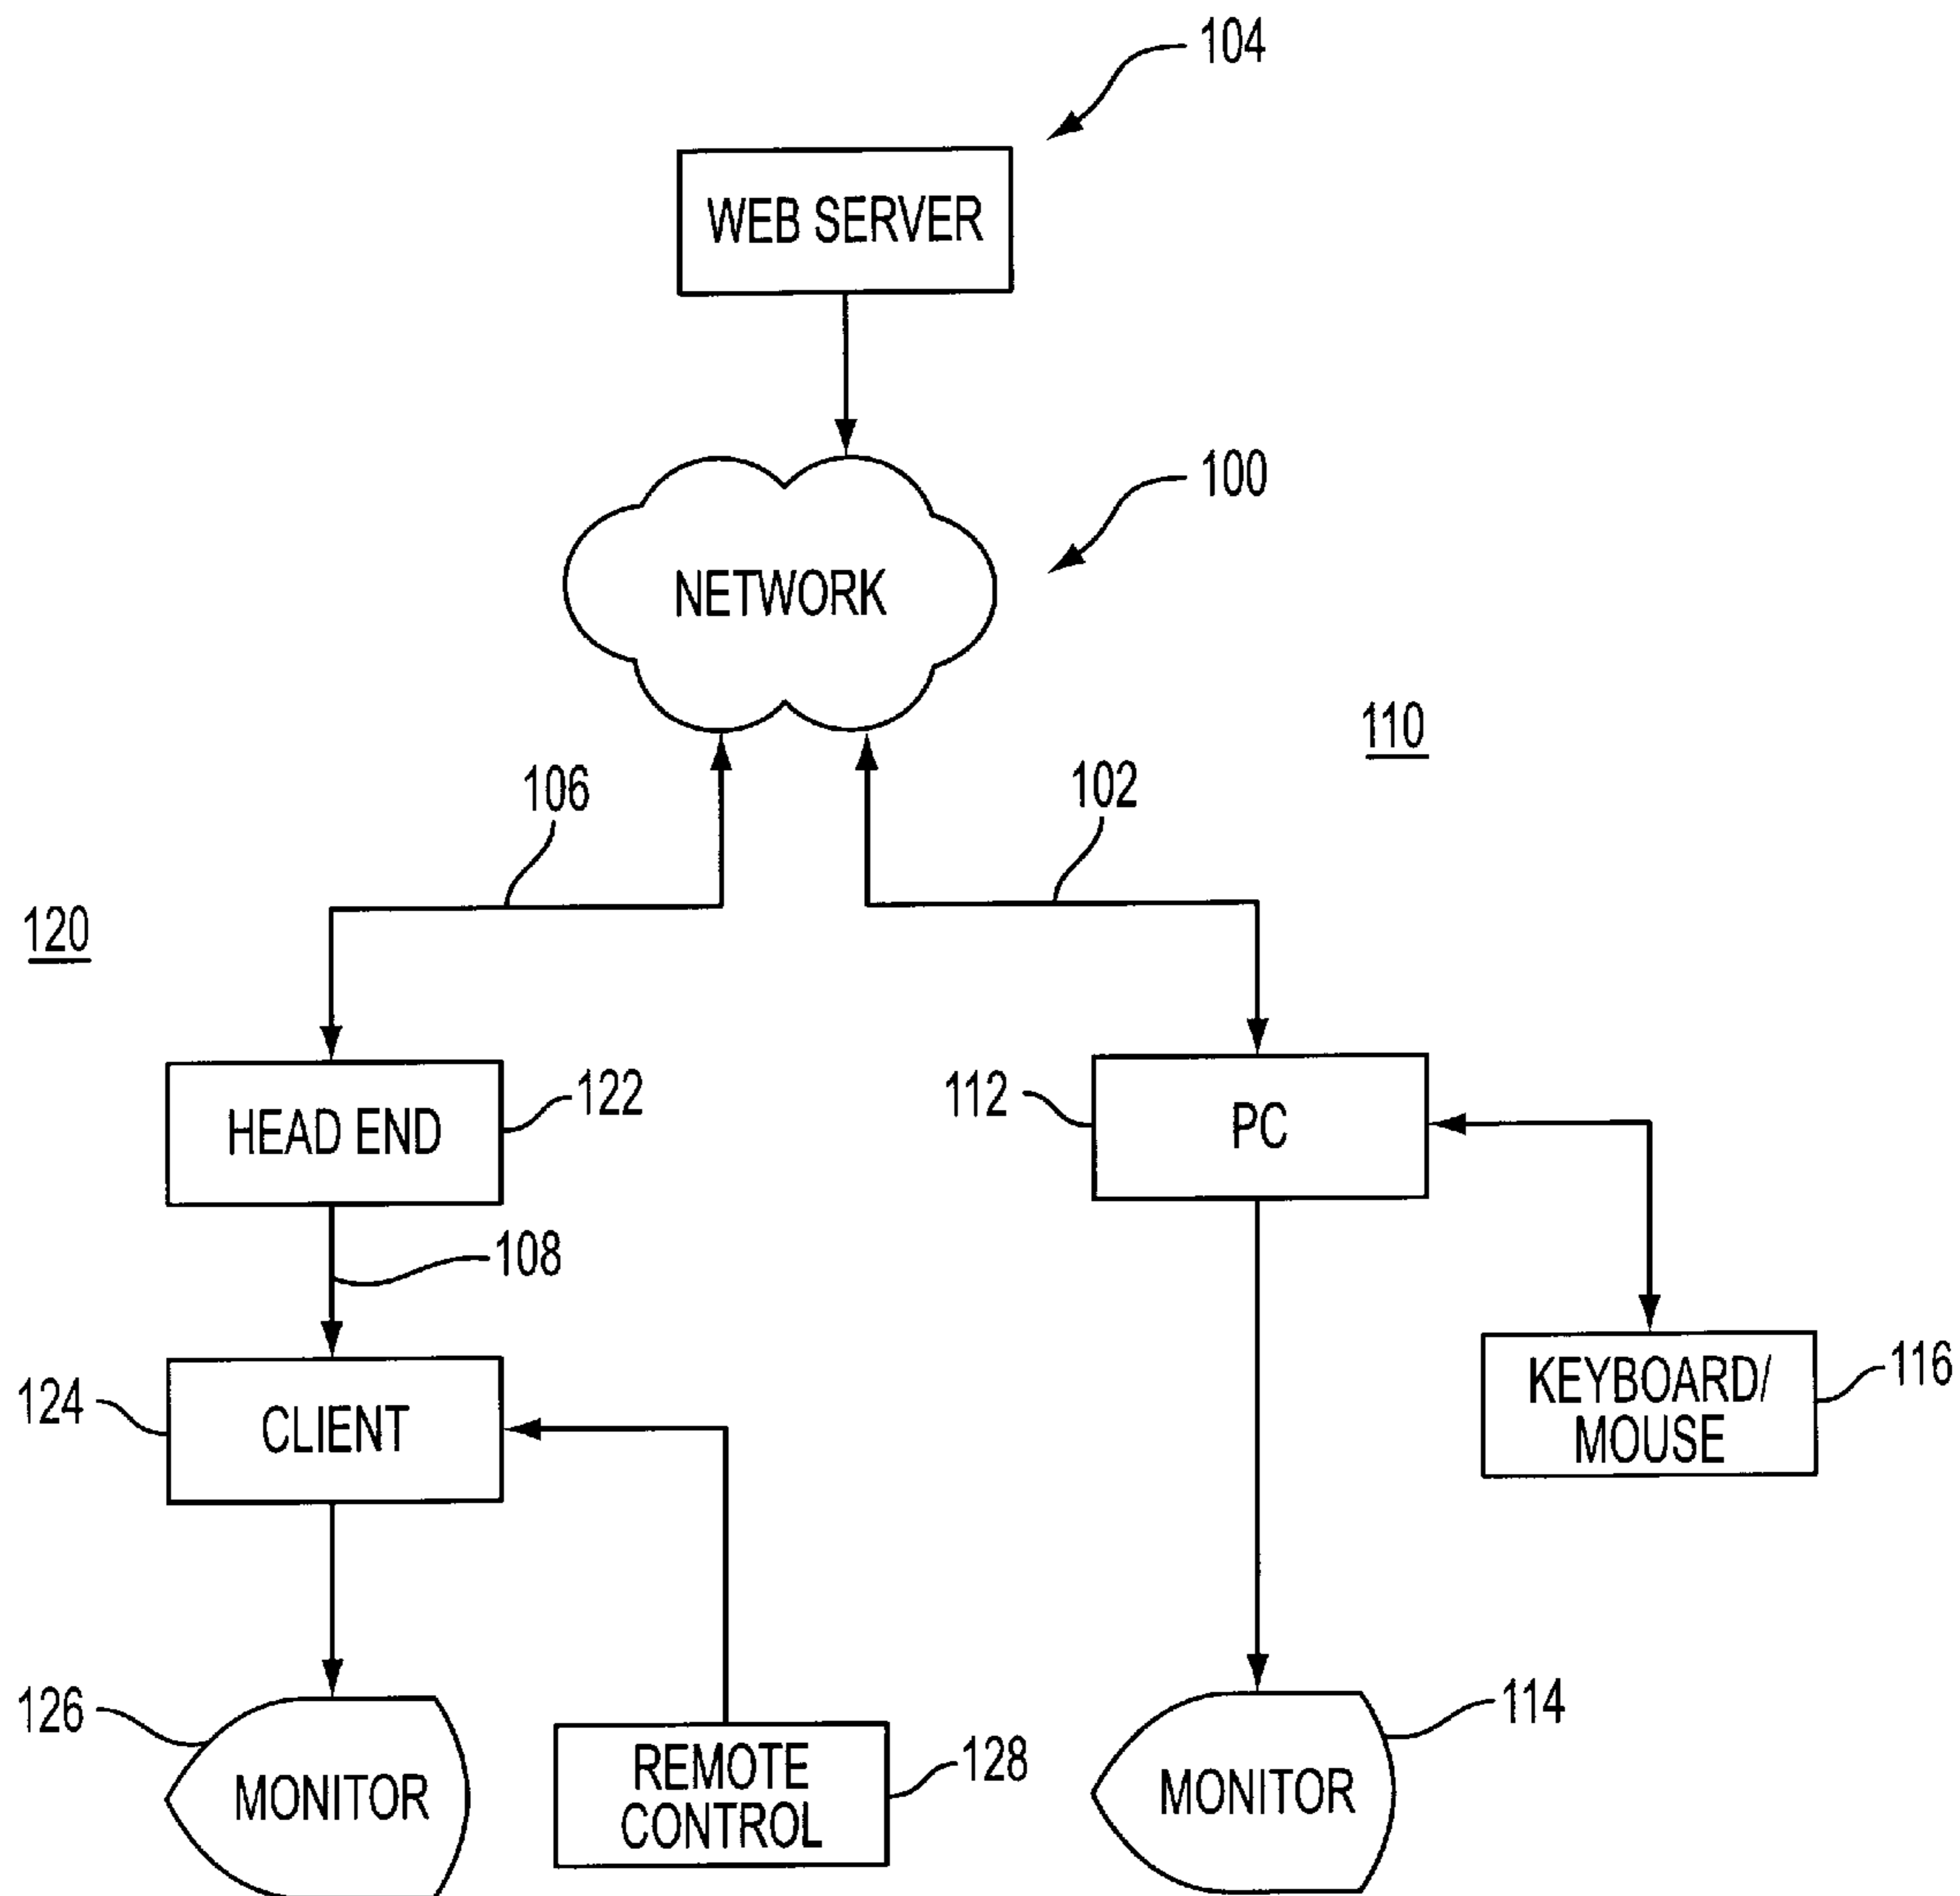 104
WEB SERVER
100
NETWORK
110
106
102
120
HEAD END
122
112
PC
108
124
CLIENT
KEYBOARD/
MOUSE
116
126
MONITOR
REMOTE
CONTROL
128
MONITOR
114